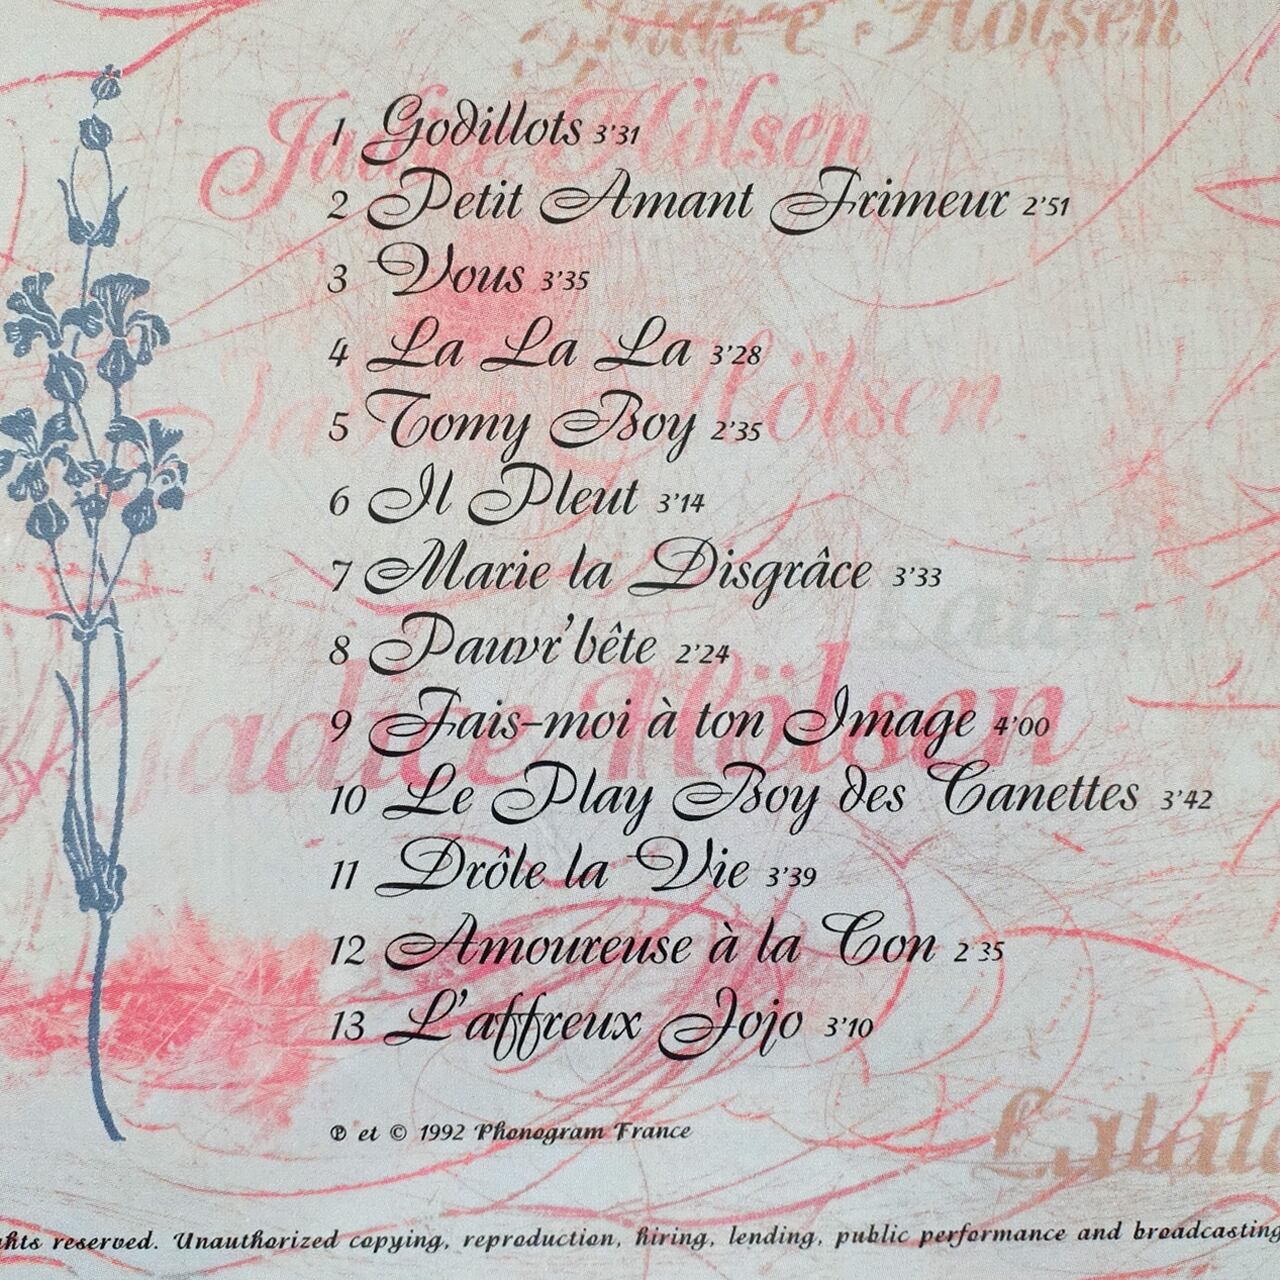 Jadre Hölsen
1 Godillots 3'31
2 Petit Amant Frimeur 2'51
3 Vous 3'35
4 La La La 3'28
5 Tomy Boy 2'35
6 Il Pleut 3'14
7 Marie la Disgrâce 3'33
8 Pauvr'bête 2'24
9 Fais-moi à ton Image 4'00
10 Le Play Boy des Canettes 3'42
11 Drôle la Vie 3'39
12 Amoureuse à la Con 2 35
13 L'affreux Jojo 3'10
℗ et © 1992 Phonogram France
reserved. Unauthorized copying, reproduction, hiring, lending, public performance and broadcasting